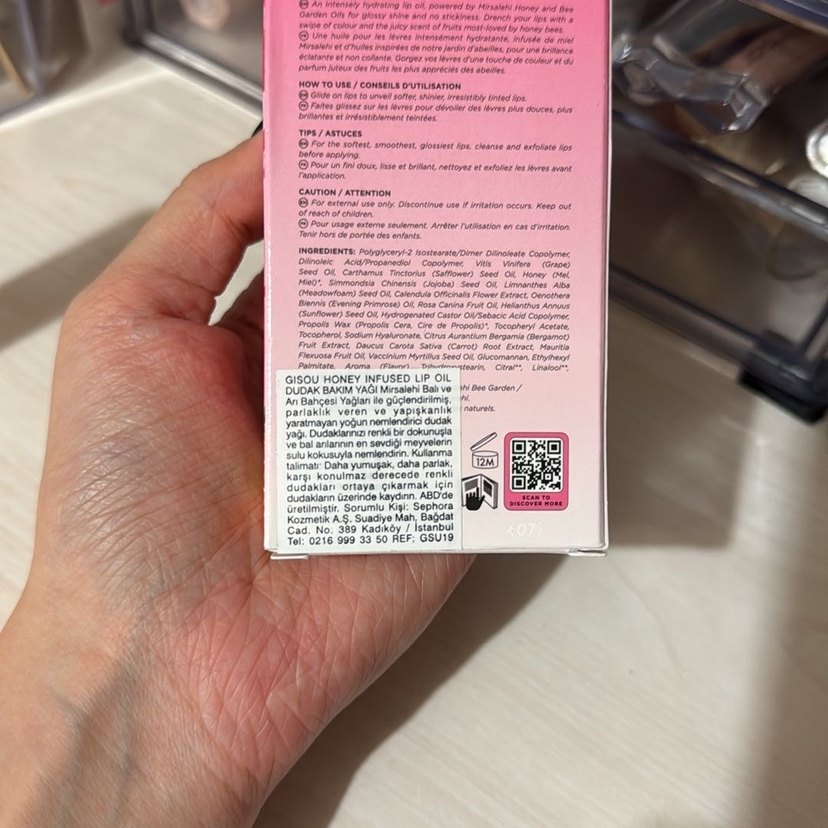 EN An intensely hydrating lip oil, powered by Mirsalehi Honey and Bee
Garden Oils for glossy shine and no stickiness. Drench your lips with a
swipe of colour and the juicy scent of fruits most-loved by honey bees.
FR Une huile pour les lèvres intensément hydratante, infusée de miel
Mirsalehi et d'huiles inspirées de notre jardin d'abeilles, pour une brillance
éclatante et non collante. Gorgez vos lèvres d'une touche de couleur et du
parfum juteux des fruits les plus appréciés des abeilles.
HOW TO USE / CONSEILS D'UTILISATION
EN Glide on lips to unveil softer, shinier, irresistibly tinted lips.
FR Faites glissez sur les lèvres pour dévoiler des lèvres plus douces, plus
brillantes et irrésistiblement teintées.
TIPS / ASTUCES
EN For the softest, smoothest, glossiest lips, cleanse and exfoliate lips
before applying.
FR Pour un fini doux, lisse et brillant, nettoyez et exfoliez les lèvres avant
l'application.
CAUTION / ATTENTION
EN For external use only. Discontinue use if irritation occurs. Keep out
of reach of children.
FR Pour usage externe seulement. Arrêter l'utilisation en cas d'irritation.
Tenir hors de portée des enfants.
INGREDIENTS: Polyglyceryl-2 Isostearate/Dimer Dilinoleate Copolymer,
Dilinoleic Acid/Propanediol Copolymer, Vitis Vinifera (Grape)
Seed Oil, Carthamus Tinctorius (Safflower) Seed Oil, Honey (Mel,
Miel)*, Simmondsia Chinensis (Jojoba) Seed Oil, Limnanthes Alba
(Meadowfoam) Seed Oil, Calendula Officinalis Flower Extract, Oenothera
Biennis (Evening Primrose) Oil, Rosa Canina Fruit Oil, Helianthus Annuus
(Sunflower) Seed Oil, Hydrogenated Castor Oil/Sebacic Acid Copolymer,
Propolis Wax (Propolis Cera, Cire de Propolis)*, Tocopheryl Acetate,
Tocopherol, Sodium Hyaluronate, Citrus Aurantium Bergamia (Bergamot)
Fruit Extract, Daucus Carota Sativa (Carrot) Root Extract, Mauritia
Flexuosa Fruit Oil, Vaccinium Myrtillus Seed Oil, Glucomannan, Ethylhexyl
Palmitate, Aroma (Flavor), Trihydroxystearin, Citral**, Linalool**,
Bee Garden /
naturels.
GISOU HONEY INFUSED LIP OIL
DUDAK BAKIM YAĞI Mirsalehi Balı ve
Arı Bahçesi Yağları ile güçlendirilmiş,
parlaklık veren ve yapışkanlık
yaratmayan yoğun nemlendirici dudak
yağı. Dudaklarınızı renkli bir dokunuşla
ve bal arılarının en sevdiği meyvelerin
sulu kokusuyla nemlendirin. Kullanma
talimatı: Daha yumuşak, daha parlak,
karşı konulmaz derecede renkli
dudakları ortaya çıkarmak için
dudakların üzerinde kaydırın. ABD'de
üretilmiştir. Sorumlu Kişi: Sephora
Kozmetik A.Ş. Suadiye Mah. Bağdat
Cad. No. 389 Kadıköy / İstanbul
Tel: 0216 999 33 50 REF: GSU19
12M
SCAN TO
DISCOVER MORE